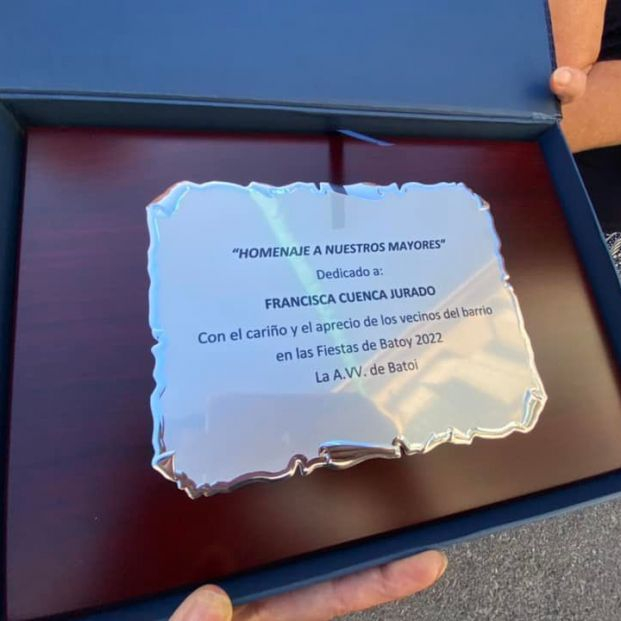 “HOMENAJE A NUESTROS MAYORES”
Dedicado a:
FRANCISCA CUENCA JURADO
Con el cariño y el aprecio de los vecinos del barrio
en las Fiestas de Batoy 2022
La A.VV. de Batoi